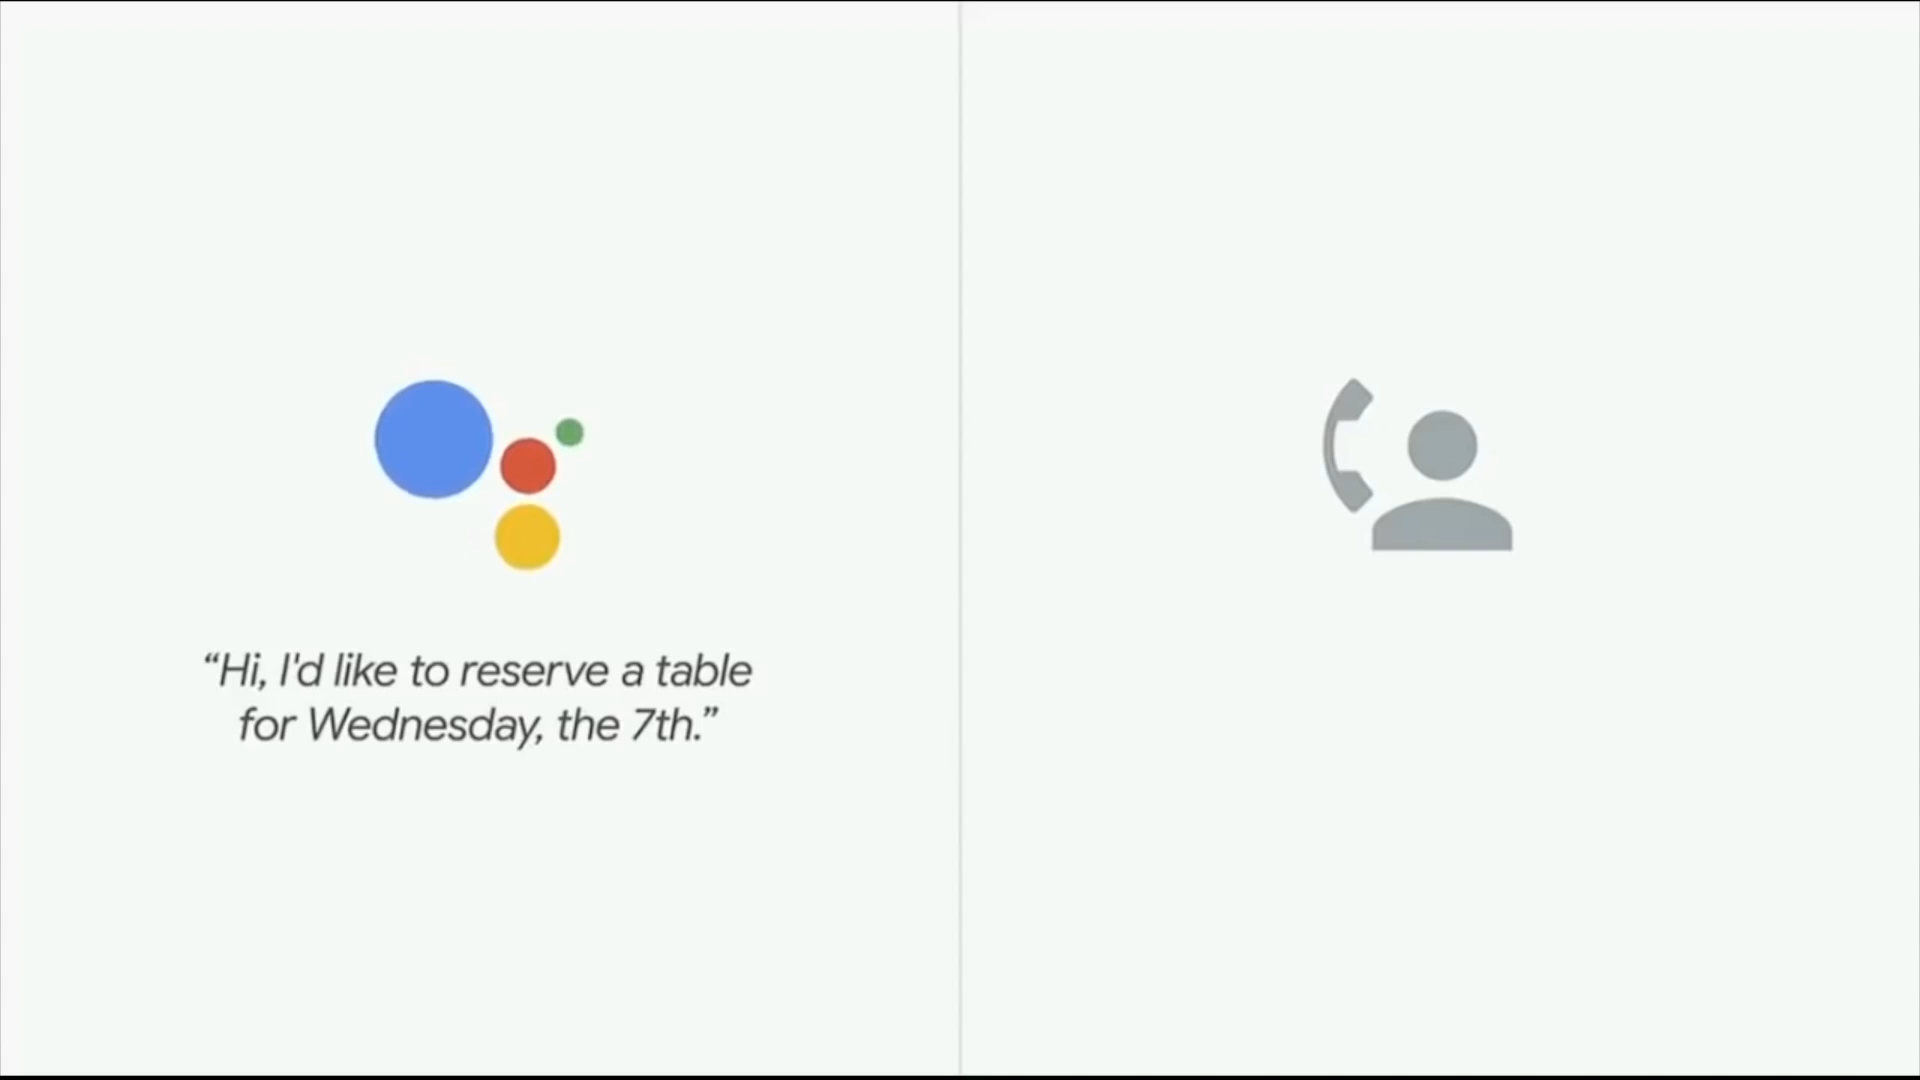 “Hi, I'd like to reserve a table
for Wednesday, the 7th.”